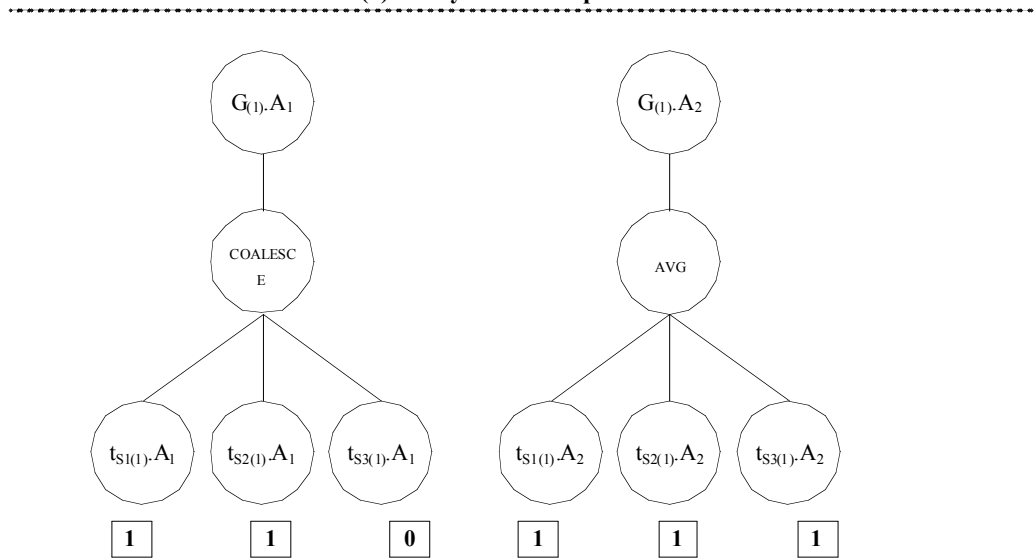 G(1).A1 G(1).A2
COALESC
E
AVG
tS1(1).A1 tS2(1).A1 tS3(1).A1 tS1(1).A2 tS2(1).A2 tS3(1).A2
1 1 0 1 1 1